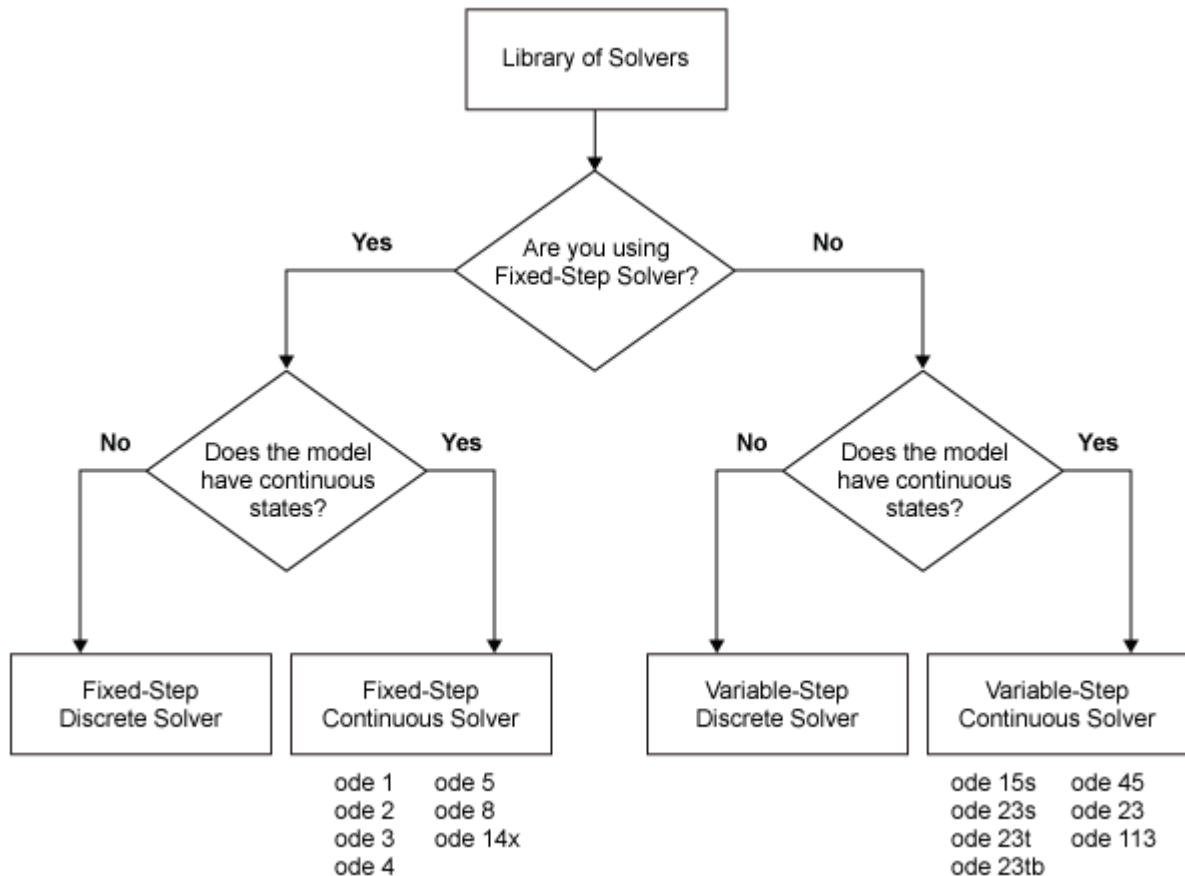 Library of Solvers
Yes
No
Are you using
Fixed-Step Solver?
No
Yes
Does the model
have continuous
states?
No
Yes
Does the model
have continuous
states?
Fixed-Step
Discrete Solver
Fixed-Step
Continuous Solver
ode 1 ode 5
ode 2 ode 8
ode 3 ode 14x
ode 4
Variable-Step
Discrete Solver
Variable-Step
Continuous Solver
ode 15s ode 45
ode 23s ode 23
ode 23t ode 113
ode 23tb